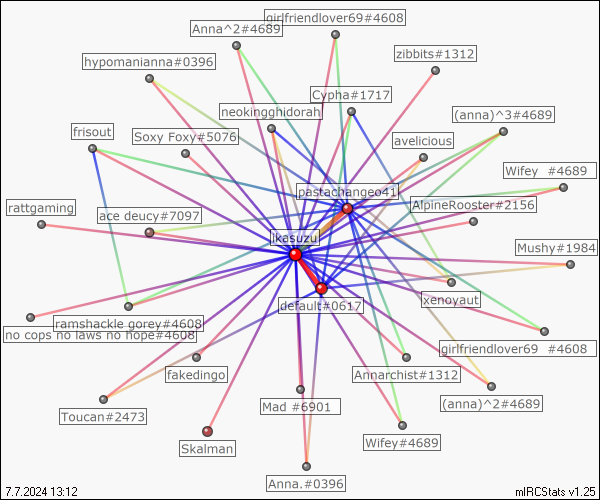 girlfriendlover69#4608
Anna^2#4689
zibbits#1312
hypomanianna#0396
Cypha#1717
neokingghidorah
(anna)^3#4689
frisout
Soxy Foxy#5076
avelicious
Wifey #4689
pastachangeo41
AlpineRooster#2156
rattgaming
ace deucy#7097
ikasuzu
Mushy#1984
xenoyaut
default#0617
ramshackle gorey#4608
no cops no laws no hope#4608
girlfriendlover69 #4608
fakedingo
Annarchist#1312
(anna)^2#4689
Toucan#2473
Mad #6901
Skalman
Wifey#4689
Anna.#0396
7.7.2024 13:12
mIRCStats v1.25